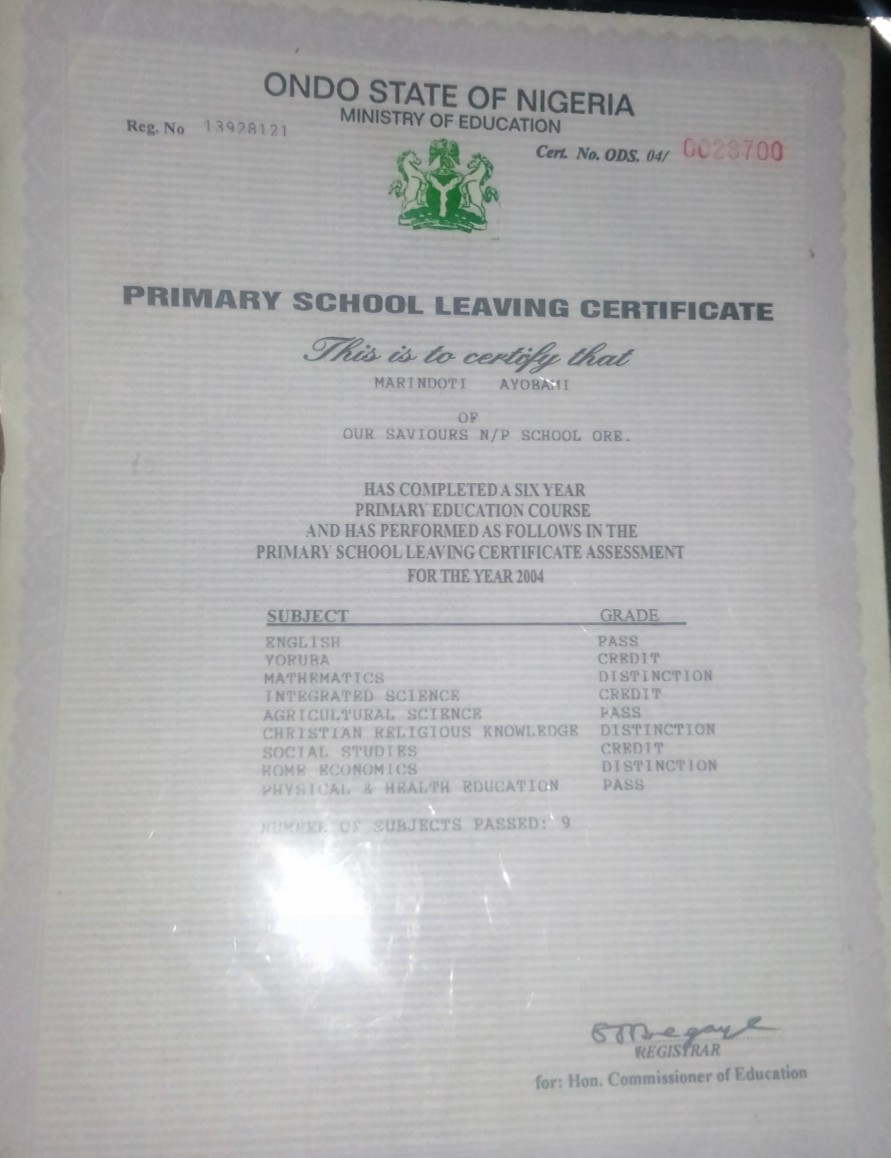 ONDO STATE OF NIGERIA
MINISTRY OF EDUCATION
Reg. No 13928121
Cert. No. ODS. 04/ 0028700
PRIMARY SCHOOL LEAVING CERTIFICATE
This is to certify that
MARINDOTI AYOBAMI
OF
OUR SAVIOURS N/P SCHOOL ORE.
HAS COMPLETED A SIX YEAR
PRIMARY EDUCATION COURSE
AND HAS PERFORMED AS FOLLOWS IN THE
PRIMARY SCHOOL LEAVING CERTIFICATE ASSESSMENT
FOR THE YEAR 2004
SUBJECT GRADE
ENGLISH PASS
YORUBA CREDIT
MATHEMATICS DISTINCTION
INTEGRATED SCIENCE CREDIT
AGRICULTURAL SCIENCE PASS
CHRISTIAN RELIGIOUS KNOWLEDGE DISTINCTION
SOCIAL STUDIES CREDIT
HOME ECONOMICS DISTINCTION
PHYSICAL & HEALTH EDUCATION PASS
OF SUBJECTS PASSED: 9
REGISTRAR
for: Hon. Commissioner of Education